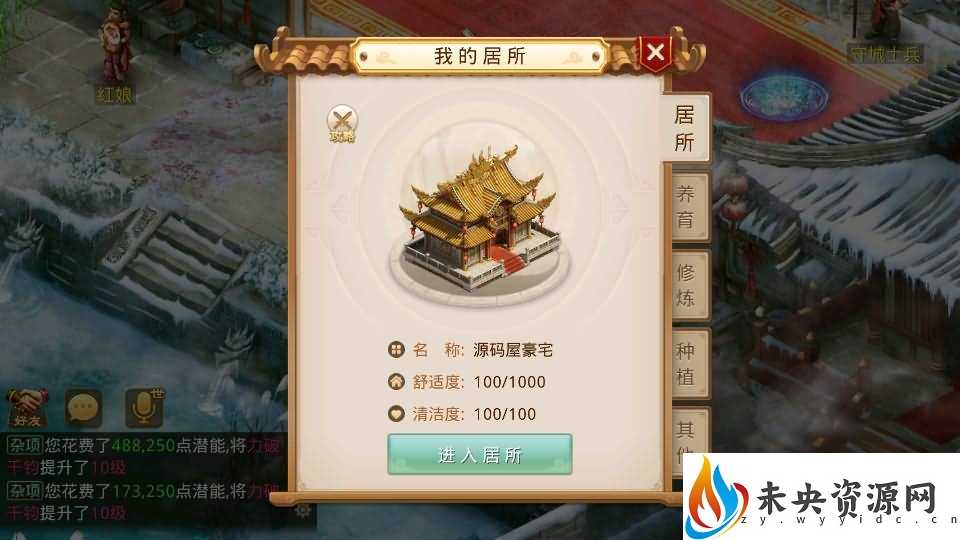 我的居所
红娘
守城士兵
攻略
居所
养育
修炼
种植
其他
名 称: 源码屋豪宅
舒适度: 100/1000
清洁度: 100/100
进入居所
好友
世
杂项 您花费了488,250点潜能,将力破
千钧提升了10级
杂项 您花费了173,250点潜能,将力破
千钧提升了10级
未央资源网
zy.wyyidc.cn